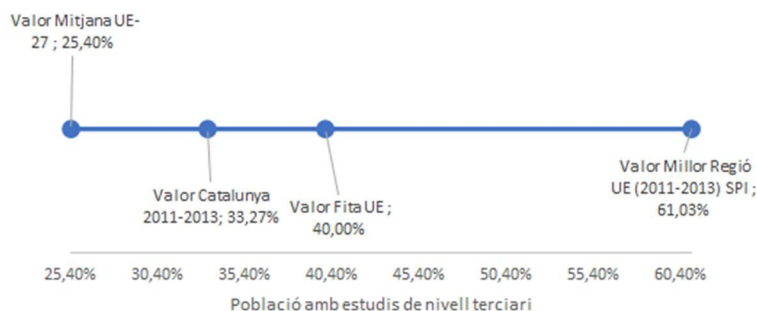 Valor Mitjana UE-
27 ; 25,40%
Valor Catalunya
2011-2013; 33,27%
Valor Fita UE ;
40,00%
Valor Millor Regió
UE (2011-2013) SPI ;
61,03%
25,40% 30,40% 35,40% 40,40% 45,40% 50,40% 55,40% 60,40%
Població amb estudis de nivell terciari